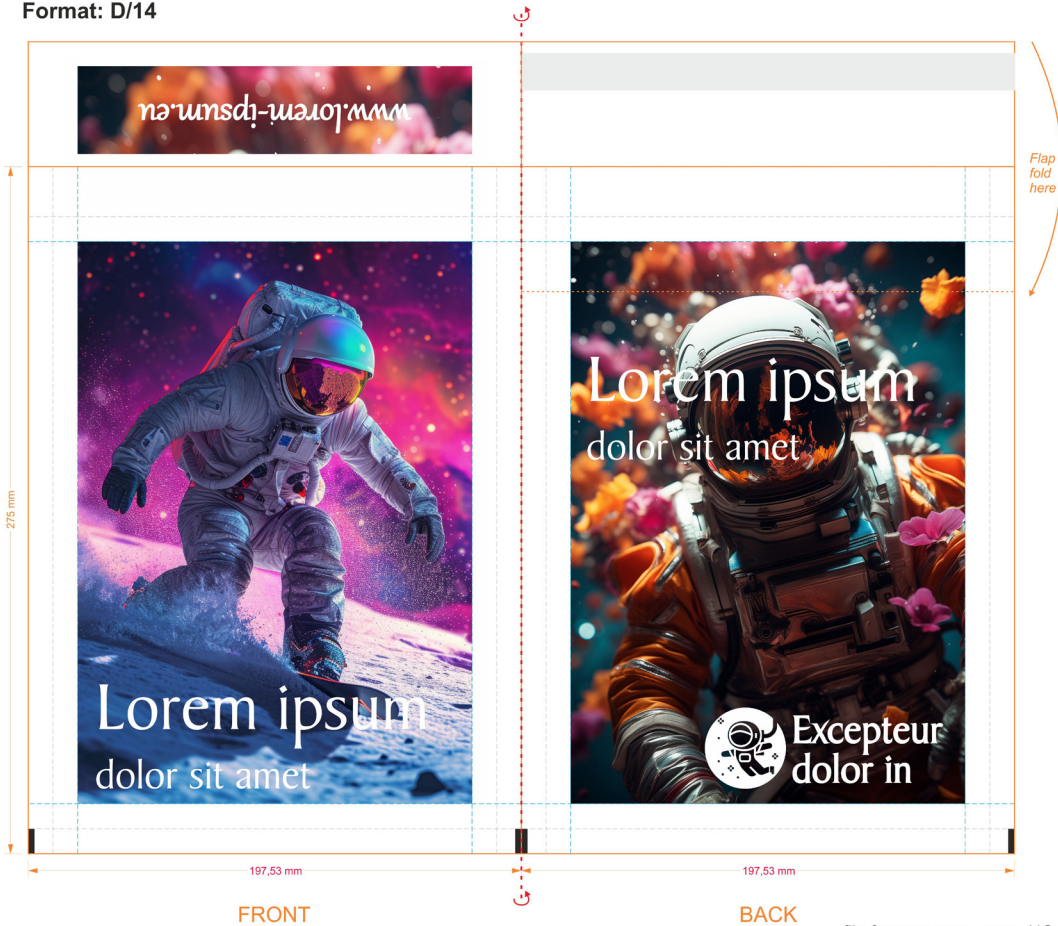 Format: D/14
www.lorem-ipsum.eu
Flap
fold
here
Lorem ipsum
dolor sit amet
275 mm
Lorem ipsum
dolor sit amet
Excepteur
dolor in
197,53 mm
197,53 mm
FRONT
BACK